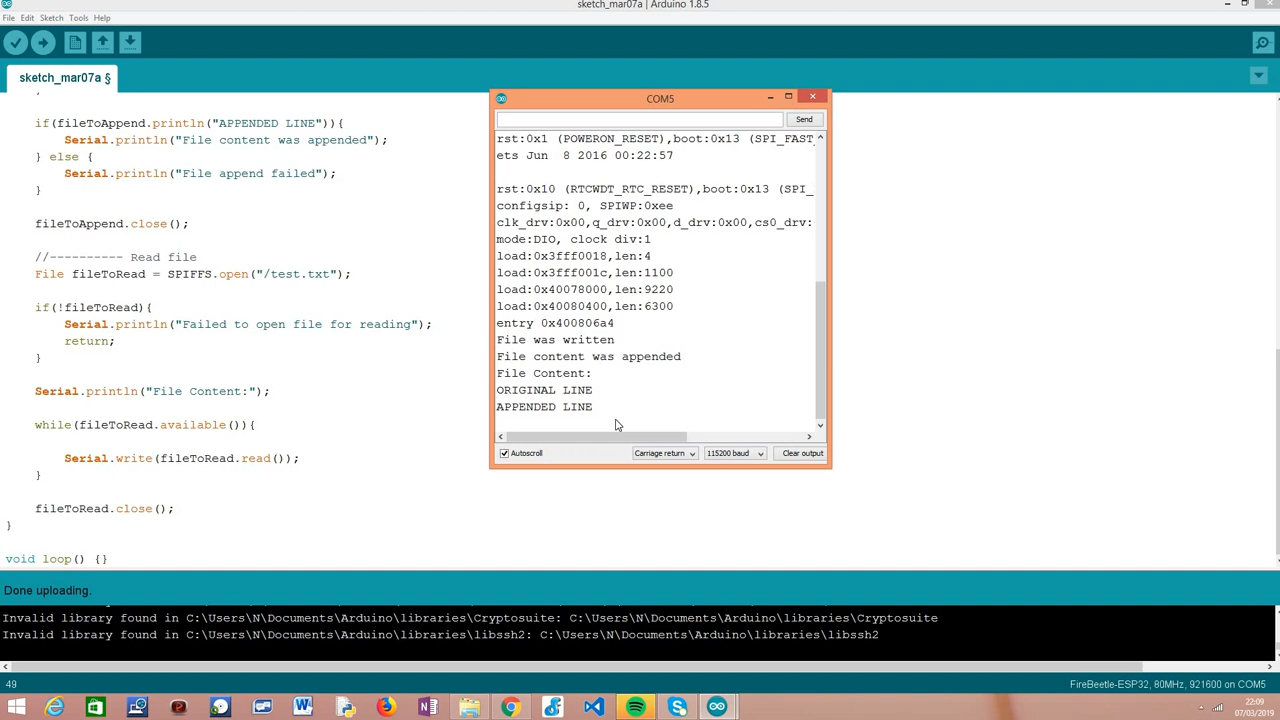 sketch_mar07a | Arduino 1.8.5
File Edit Sketch Tools Help
sketch_mar07a §
}
if(fileToAppend.println("APPENDED LINE")){
Serial.println("File content was appended");
} else {
Serial.println("File append failed");
}
fileToAppend.close();
//---------- Read file
File fileToRead = SPIFFS.open("/test.txt");
if(!fileToRead){
Serial.println("Failed to open file for reading");
return;
}
Serial.println("File Content:");
while(fileToRead.available()){
Serial.write(fileToRead.read());
}
fileToRead.close();
}
void loop() {}
COM5
Send
rst:0x1 (POWERON_RESET),boot:0x13 (SPI_FAST_
ets Jun  8 2016 00:22:57
rst:0x10 (RTCWDT_RTC_RESET),boot:0x13 (SPI_
configsip: 0, SPIWP:0xee
clk_drv:0x00,q_drv:0x00,d_drv:0x00,cs0_drv:
mode:DIO, clock div:1
load:0x3fff0018,len:4
load:0x3fff001c,len:1100
load:0x40078000,len:9220
load:0x40080400,len:6300
entry 0x400806a4
File was written
File content was appended
File Content:
ORIGINAL LINE
APPENDED LINE
Autoscroll
Carriage return
115200 baud
Clear output
Done uploading.
Invalid library found in C:\Users\N\Documents\Arduino\libraries\Cryptosuite: C:\Users\N\Documents\Arduino\libraries\Cryptosuite
Invalid library found in C:\Users\N\Documents\Arduino\libraries\libssh2: C:\Users\N\Documents\Arduino\libraries\libssh2
49
FireBeetle-ESP32, 80MHz, 921600 on COM5
22:09
07/03/2019